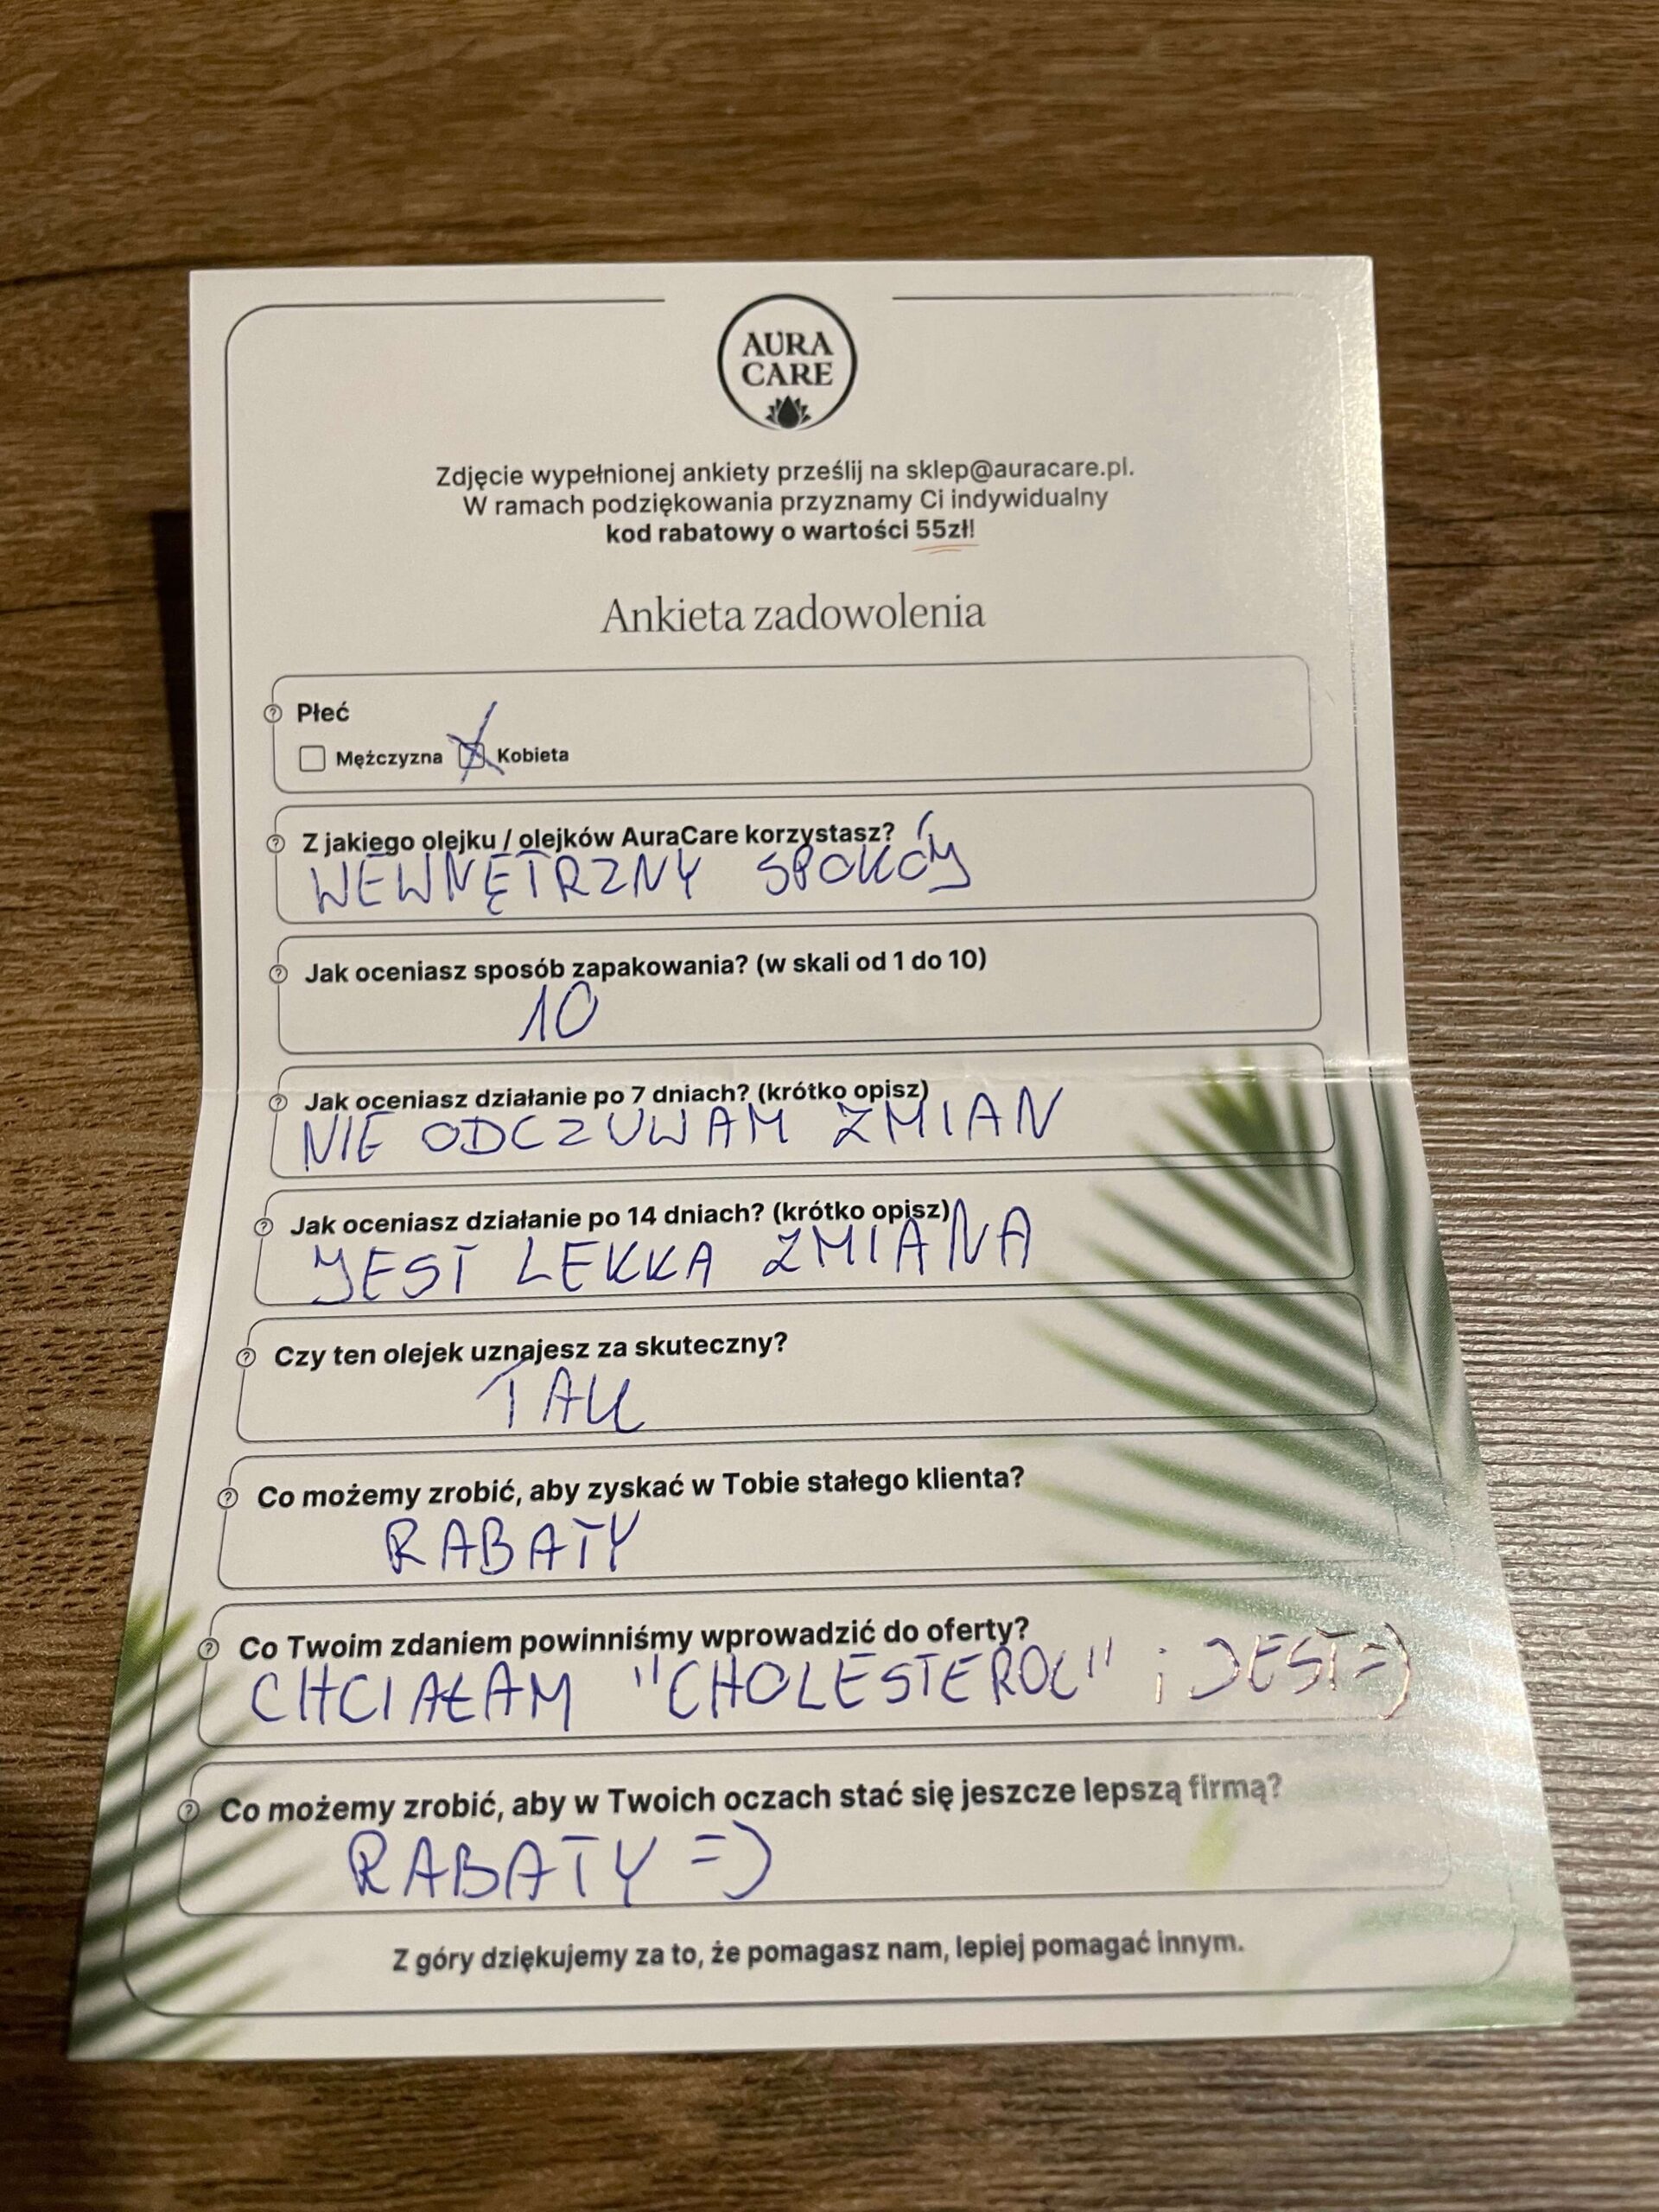 AURA
CARE
Zdjęcie wypełnionej ankiety prześlij na sklep@auracare.pl.
W ramach podziękowania przyznamy Ci indywidualny
kod rabatowy o wartości 55zł!
Ankieta zadowolenia
Płeć
Mężczyzna Kobieta
Z jakiego olejku / olejków AuraCare korzystasz?
WEWNĘTRZNY SPOKÓJ
Jak oceniasz sposób zapakowania? (w skali od 1 do 10)
10
Jak oceniasz działanie po 7 dniach? (krótko opisz)
NIE ODCZUWAM ZMIAN
Jak oceniasz działanie po 14 dniach? (krótko opisz)
JEST LEKKA ZMIANA
Czy ten olejek uznajesz za skuteczny?
TAK
Co możemy zrobić, aby zyskać w Tobie stałego klienta?
RABATY
Co Twoim zdaniem powinniśmy wprowadzić do oferty?
CHCIAŁAM "CHOLESTEROL" i JEST=)
Co możemy zrobić, aby w Twoich oczach stać się jeszcze lepszą firmą?
RABATY =)
Z góry dziękujemy za to, że pomagasz nam, lepiej pomagać innym.